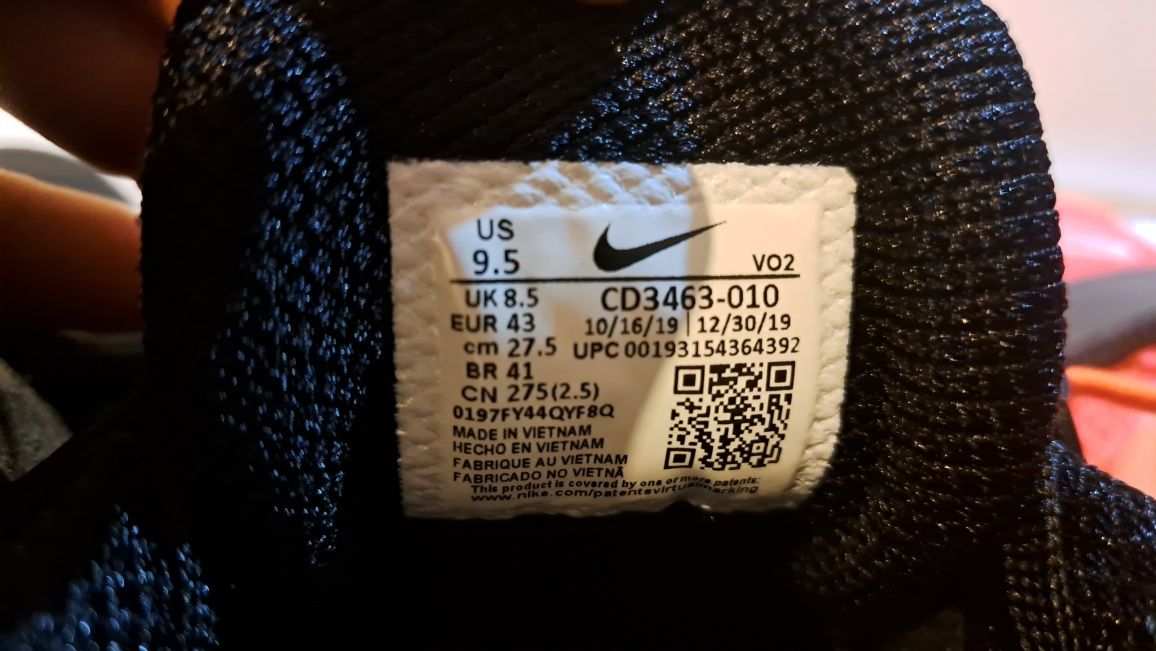 US
9.5
VO2
UK 8.5
CD3463-010
EUR 43
10/16/19 | 12/30/19
cm 27.5
UPC 00193154364392
BR 41
CN 275(2.5)
0197FY44QYF8Q
MADE IN VIETNAM
HECHO EN VIETNAM
FABRIQUE AU VIETNAM
FABRICADO NO VIETNÃ
This product is covered by one or more patents:
www.nike.com/patentsvirtualmarking